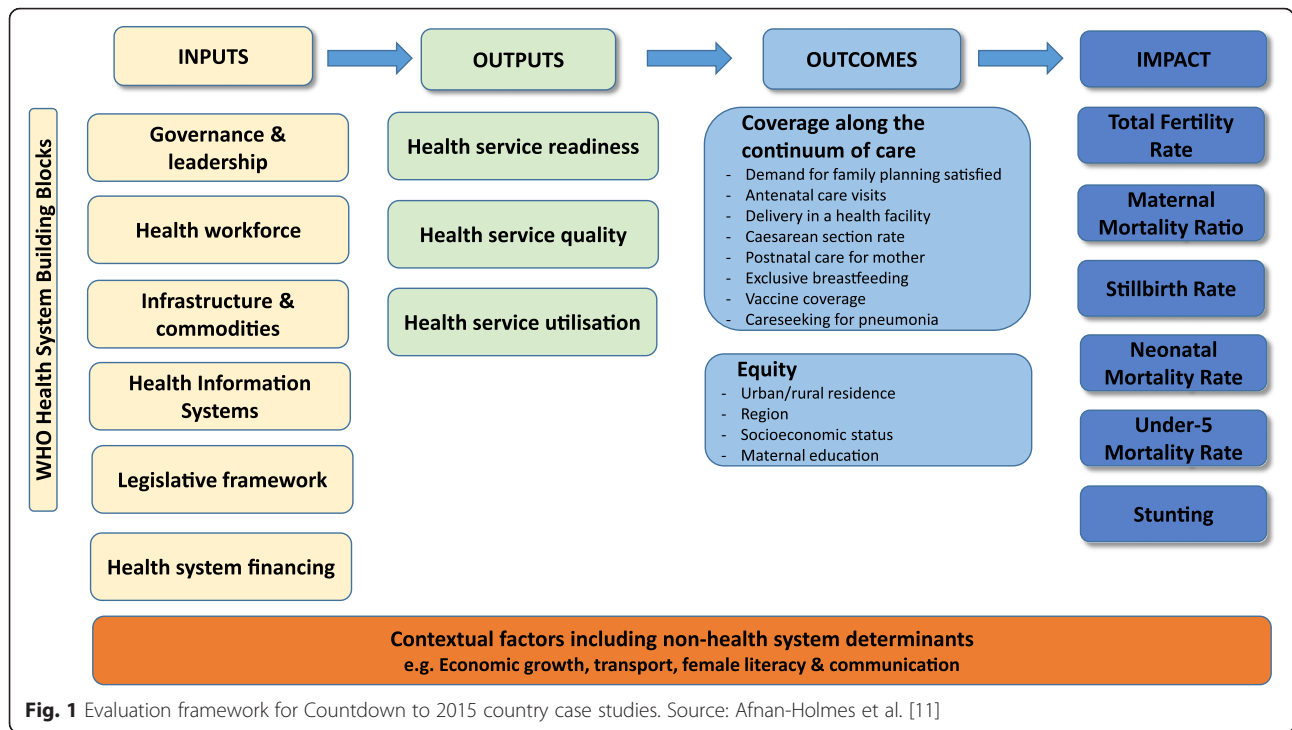 INPUTS
OUTPUTS
OUTCOMES
IMPACT
WHO Health System Building Blocks
Governance &
leadership
Health workforce
Infrastructure &
commodities
Health Information
Systems
Legislative framework
Health system financing
Health service readiness
Health service quality
Health service utilisation
Coverage along the
continuum of care
- Demand for family planning satisfied
- Antenatal care visits
- Delivery in a health facility
- Caesarean section rate
- Postnatal care for mother
- Exclusive breastfeeding
- Vaccine coverage
- Careseeking for pneumonia
Equity
- Urban/rural residence
- Region
- Socioeconomic status
- Maternal education
Total Fertility
Rate
Maternal
Mortality Ratio
Stillbirth Rate
Neonatal
Mortality Rate
Under-5
Mortality Rate
Stunting
Contextual factors including non-health system determinants
e.g. Economic growth, transport, female literacy & communication
Fig. 1 Evaluation framework for Countdown to 2015 country case studies. Source: Afnan-Holmes et al. [11]